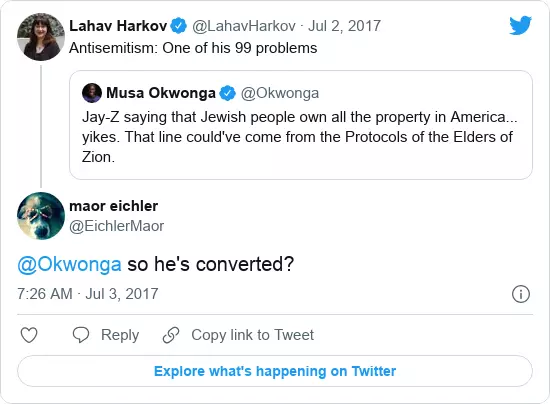 Lahav Harkov @LahavHarkov · Jul 2, 2017
Antisemitism: One of his 99 problems
Musa Okwonga @Okwonga
Jay-Z saying that Jewish people own all the property in America...
yikes. That line could've come from the Protocols of the Elders of
Zion.
maor eichler
@EichlerMaor
@Okwonga so he's converted?
7:26 AM · Jul 3, 2017
Reply Copy link to Tweet
Explore what's happening on Twitter